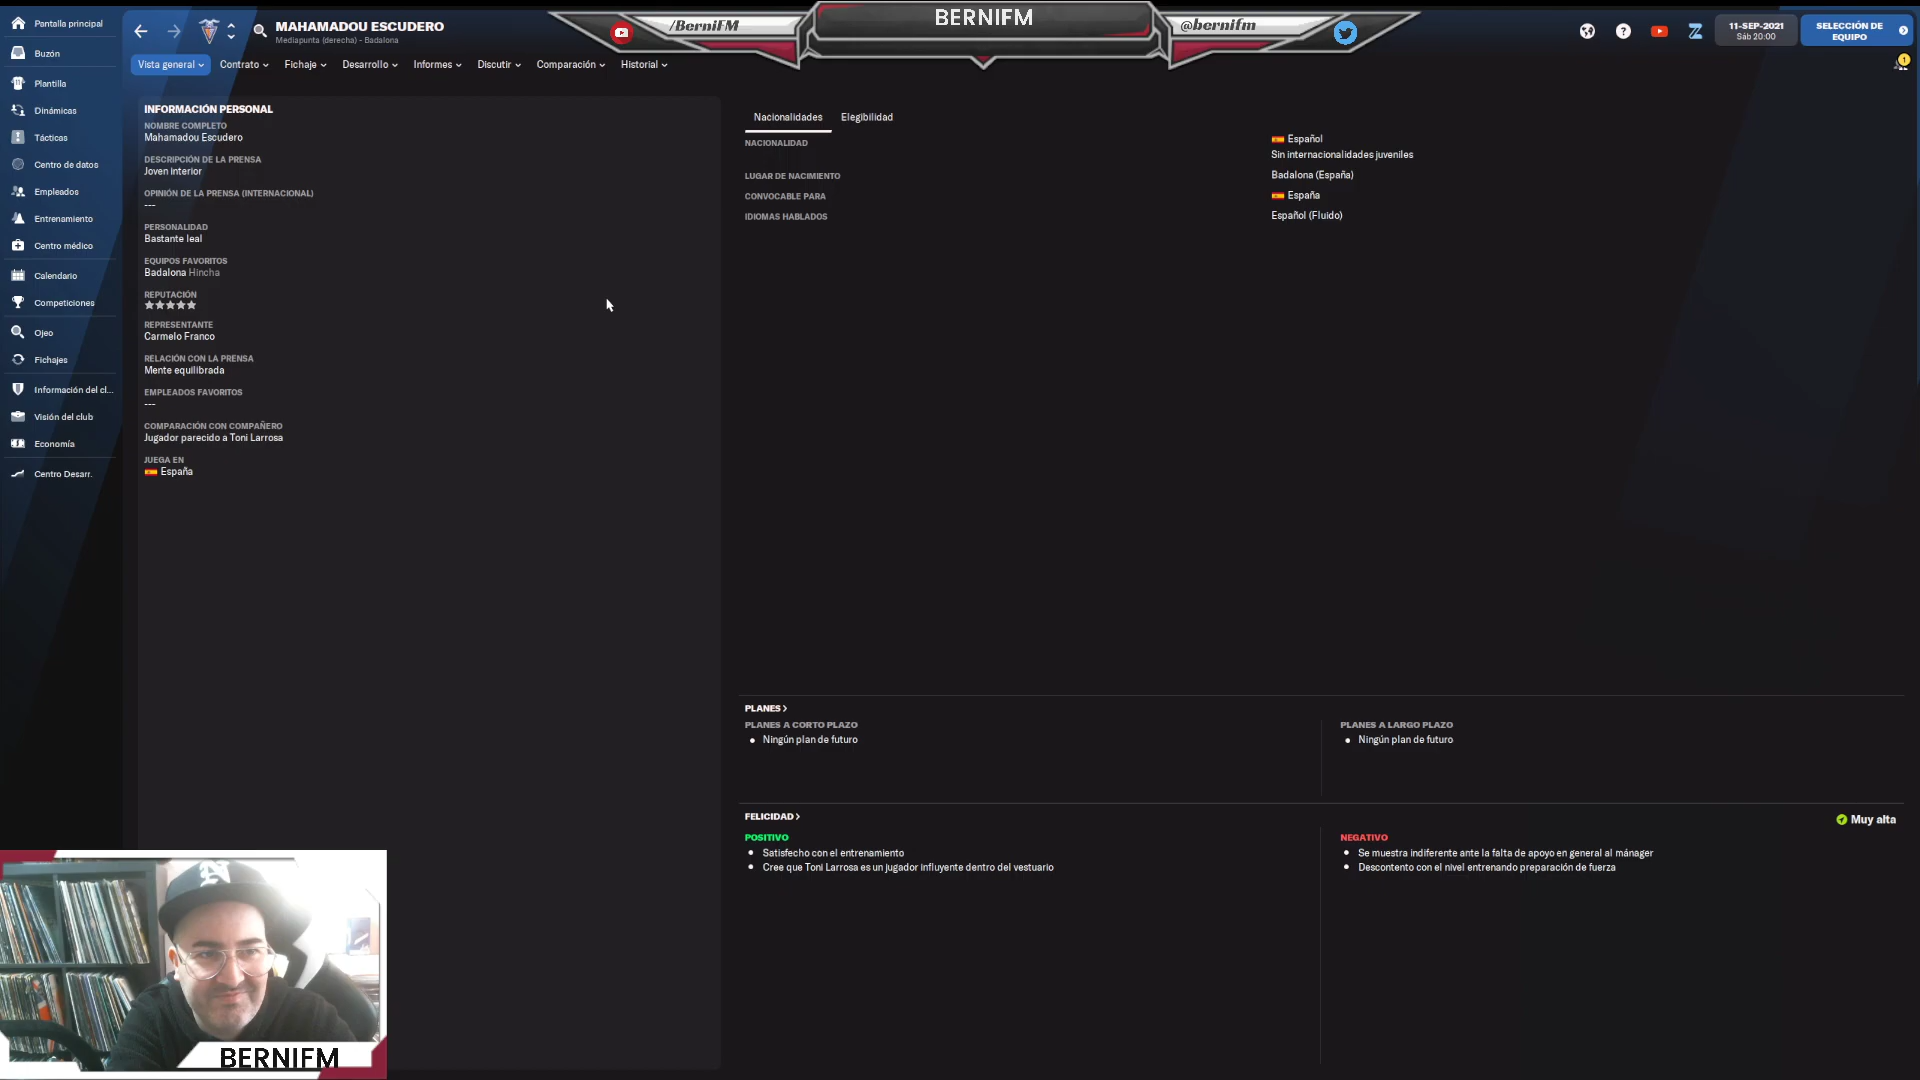 Pantalla principal
Buzón
Plantilla
Dinámicas
Tácticas
Centro de datos
Empleados
Entrenamiento
Centro médico
Calendario
Competiciones
Ojeo
Fichajes
Información del cl...
Visión del club
Economía
Centro Desarr.
MAHAMADOU ESCUDERO
Mediapunta (derecha) - Badalona
/BerniFM
BERNIFM
@bernifm
11-SEP-2021
Sáb 20:00
SELECCIÓN DE
EQUIPO
1
Vista general
Contrato
Fichaje
Desarrollo
Informes
Discutir
Comparación
Historial
INFORMACIÓN PERSONAL
NOMBRE COMPLETO
Mahamadou Escudero
DESCRIPCIÓN DE LA PRENSA
Joven interior
OPINIÓN DE LA PRENSA (INTERNACIONAL)
---
PERSONALIDAD
Bastante leal
EQUIPOS FAVORITOS
Badalona Hincha
REPUTACIÓN
REPRESENTANTE
Carmelo Franco
RELACIÓN CON LA PRENSA
Mente equilibrada
EMPLEADOS FAVORITOS
---
COMPARACIÓN CON COMPAÑERO
Jugador parecido a Toni Larrosa
JUEGA EN
España
Nacionalidades
Elegibilidad
NACIONALIDAD
Español
Sin internacionalidades juveniles
LUGAR DE NACIMIENTO
Badalona (España)
CONVOCABLE PARA
España
IDIOMAS HABLADOS
Español (Fluido)
PLANES
PLANES A CORTO PLAZO
Ningún plan de futuro
PLANES A LARGO PLAZO
Ningún plan de futuro
FELICIDAD
Muy alta
POSITIVO
Satisfecho con el entrenamiento
Cree que Toni Larrosa es un jugador influyente dentro del vestuario
NEGATIVO
Se muestra indiferente ante la falta de apoyo en general al mánager
Descontento con el nivel entrenando preparación de fuerza
BERNIFM